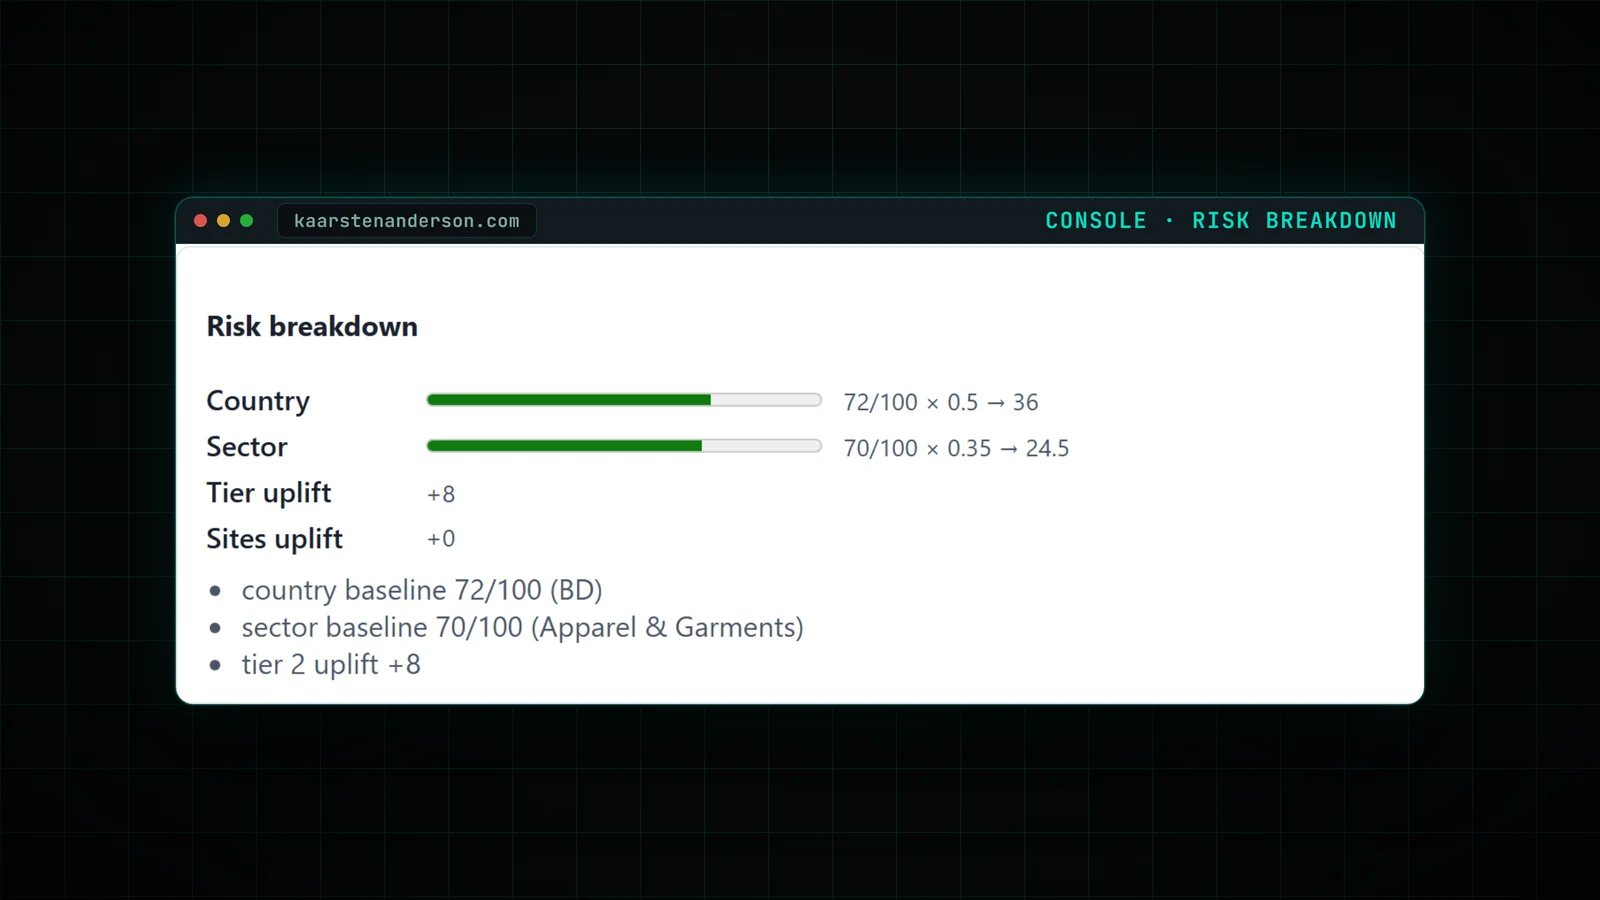 kaarstenanderson.com
CONSOLE · RISK BREAKDOWN
Risk breakdown
Country 72/100 × 0.5 → 36
Sector 70/100 × 0.35 → 24.5
Tier uplift +8
Sites uplift +0
• country baseline 72/100 (BD)
• sector baseline 70/100 (Apparel & Garments)
• tier 2 uplift +8